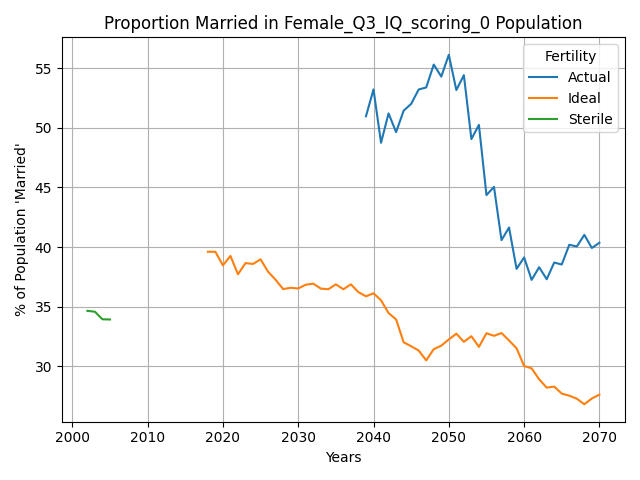 Proportion Married in Female_Q3_IQ_scoring_0 Population
Fertility
Actual
Ideal
Sterile
% of Population 'Married'
55
50
45
40
35
30
2000
2010
2020
2030
2040
2050
2060
2070
Years